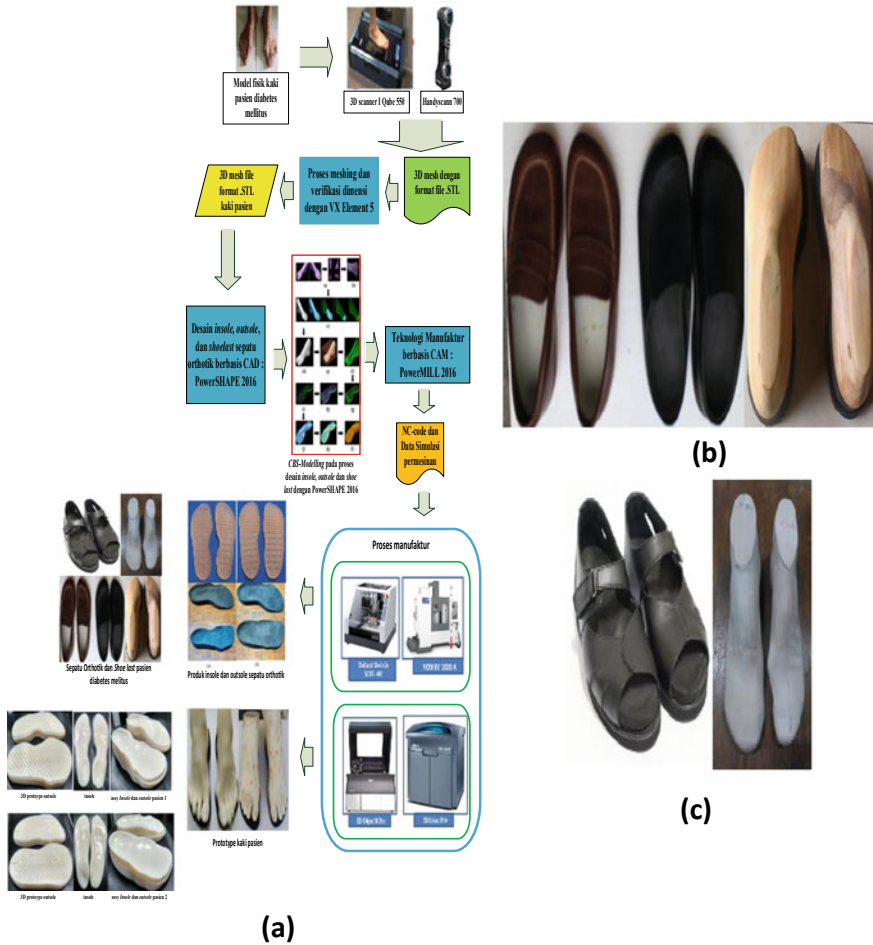 Model fisik kaki
pasien diabetes
mellitus
3D scanner I Qube 550
Handyscann 700
3D mesh file
format .STL
kaki pasien
Proses meshing dan
verifikasi dimensi
dengan VX Element 5
3D mesh dengan
format file .STL
Desain insole, outsole,
dan shoelast sepatu
orthotik berbasis CAD :
PowerSHAPE 2016
CBS-Modelling pada proses
desain insole, outsole dan shoe
last dengan PowerSHAPE 2016
Teknologi Manufaktur
berbasis CAM :
PowerMILL 2016
NC-code dan
Data Simulasi
permesinan
Proses manufaktur
Sepatu Orthotik dan Shoe last pasien
diabetes melitus
Produk insole dan outsole sepatu orthotik
3D prototype outsole
insole
assy Insole dan outsole pasien 1
Prototype kaki pasien
3D prototype outsole
insole
assy Insole dan outsole pasien 2
(a)
(b)
(c)